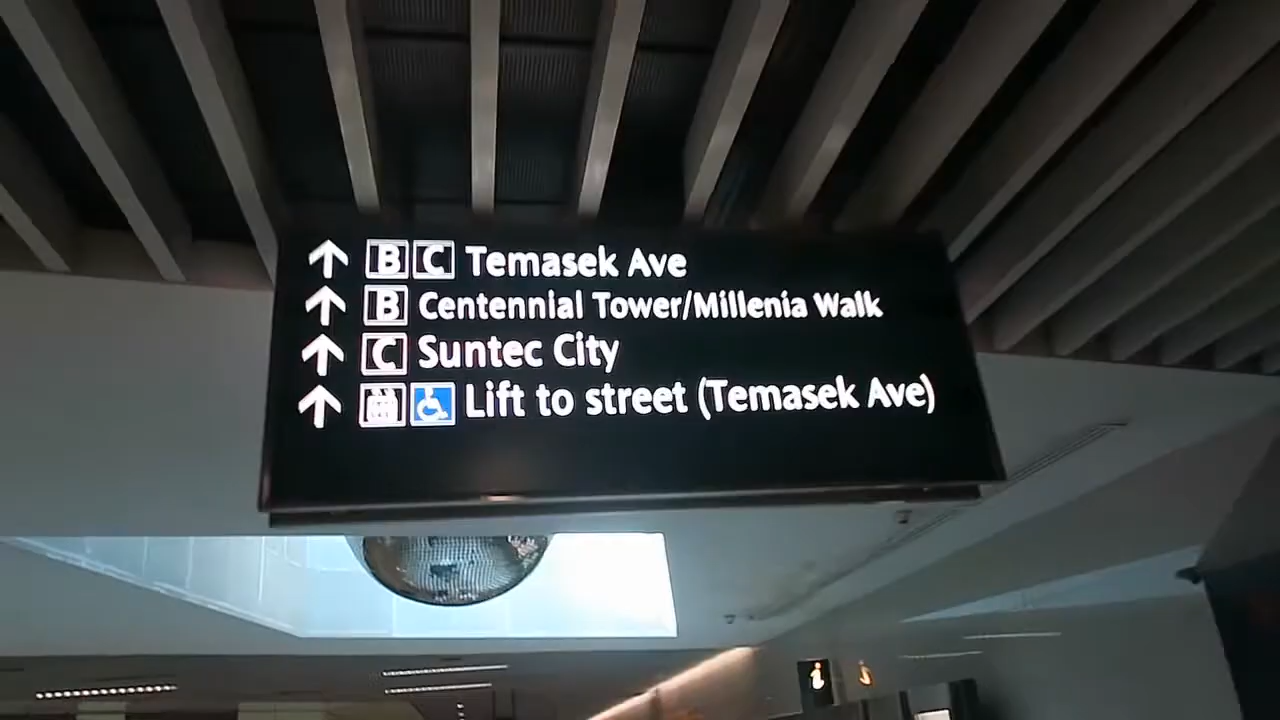 ↑ B C Temasek Ave
↑ B Centennial Tower/Millenia Walk
↑ C Suntec City
↑ Lift to street (Temasek Ave)
i